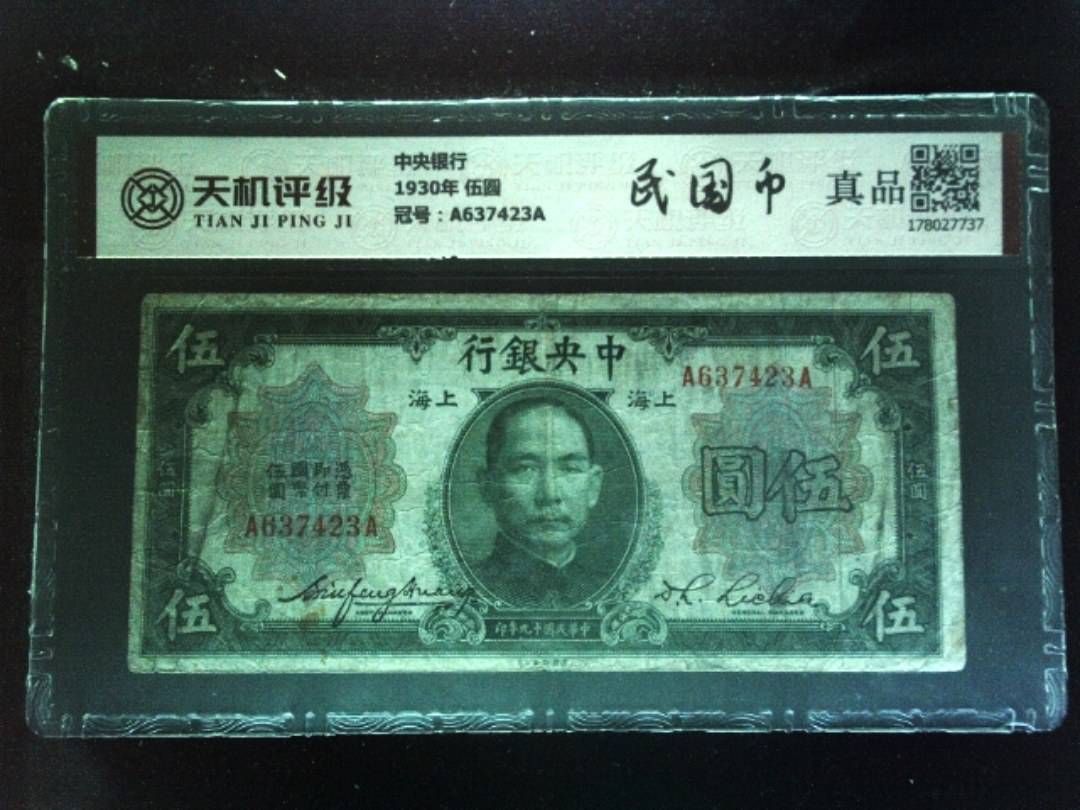 天机评级
TIAN JI PING JI
中央银行
1930年 伍圆
冠号：A637423A
民国币
真品
178027737
伍
行銀央中
伍
海上
海上
A637423A
憑票
即付
國幣
伍圓
A637423A
圓伍
伍圓
伍圓
伍
伍
印年九十國民華中